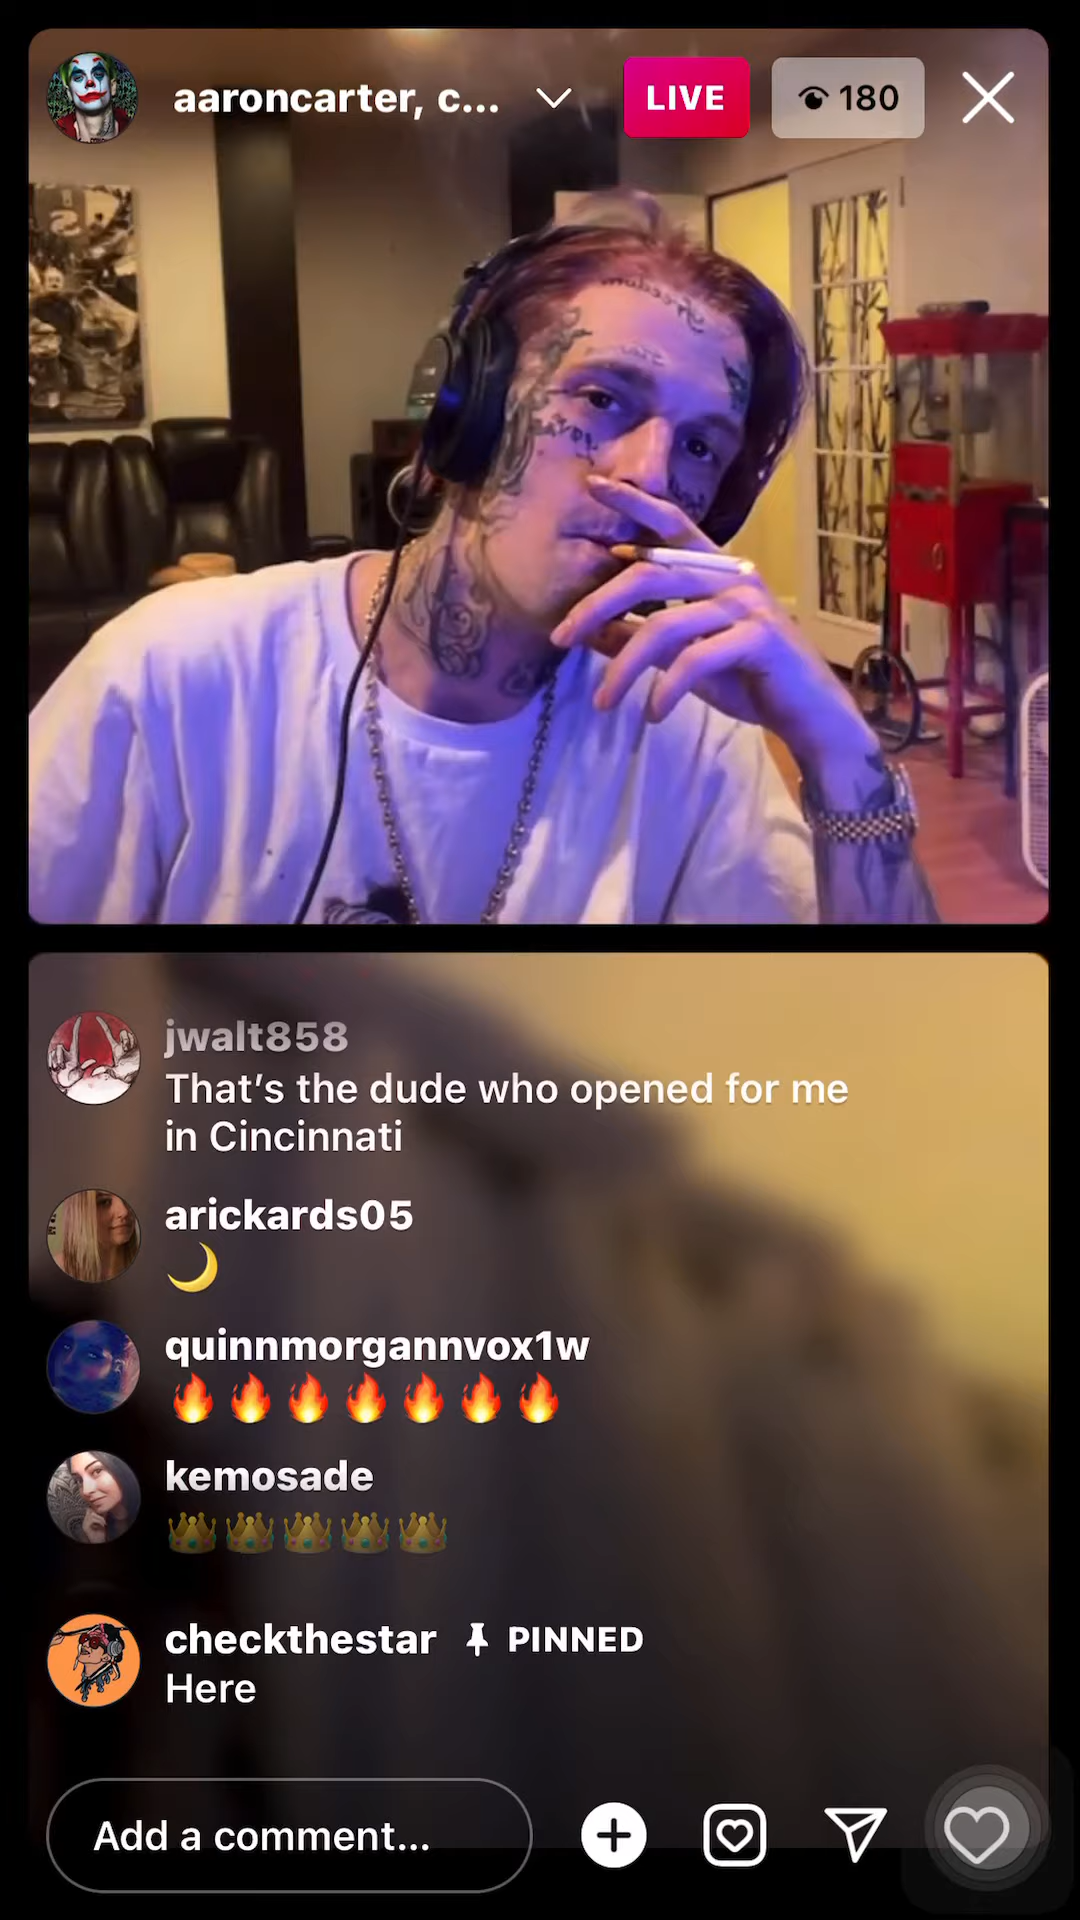 aaroncarter, c...
LIVE
180
Freedom
jwalt858
That's the dude who opened for me
in Cincinnati
arickards05
🌙
quinnmorgannvox1w
🔥🔥🔥🔥🔥🔥🔥
kemosade
👑👑👑👑👑
checkthestar PINNED
Here
Add a comment...